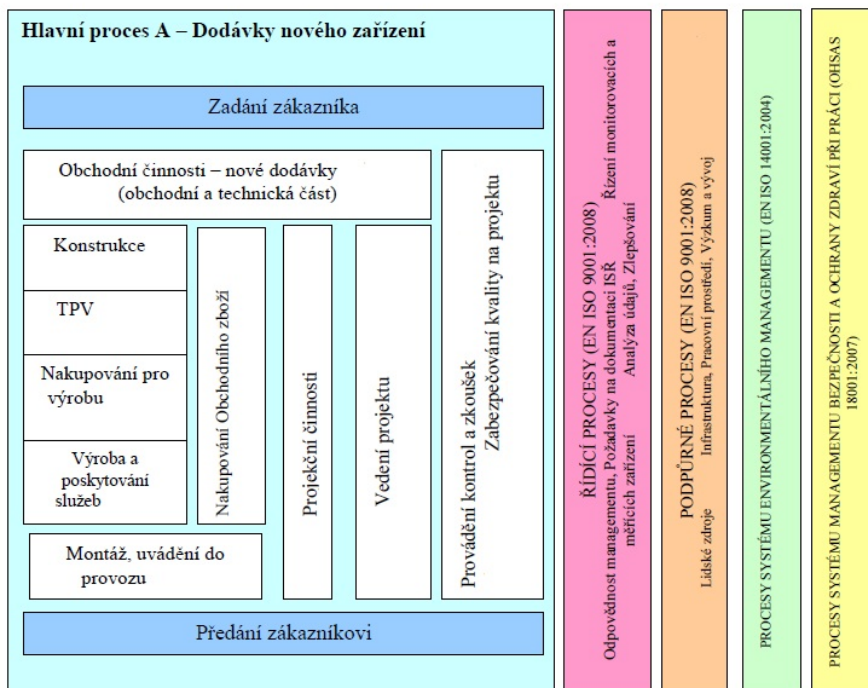 Hlavní proces A – Dodávky nového zařízení
Zadání zákazníka
Obchodní činnosti – nové dodávky
(obchodní a technická část)
Konstrukce
TPV
Nakupování pro
výrobu
Výroba a
poskytování
služeb
Montáž, uvádění do
provozu
Nakupování Obchodního zboží
Projekční činnosti
Vedení projektu
Provádění kontrol a zkoušek
Zabezpečování kvality na projektu
Předání zákazníkovi
ŘÍDÍCÍ PROCESY (EN ISO 9001:2008)
Odpovědnost managementu, Požadavky na dokumentaci ISŘ Řízení monitorovacích a
měřících zařízení Analýza údajů, Zlepšování
PODPŮRNÉ PROCESY (EN ISO 9001:2008)
Lidské zdroje Infrastruktura, Pracovní prostředí, Výzkum a vývoj
PROCESY SYSTÉMU ENVIRONMENTÁLNÍHO MANAGEMENTU (EN ISO 14001:2004)
PROCESY SYSTÉMU MANAGEMENTU BEZPEČNOSTI A OCHRANY ZDRAVÍ PŘI PRÁCI (OHSAS
18001:2007)